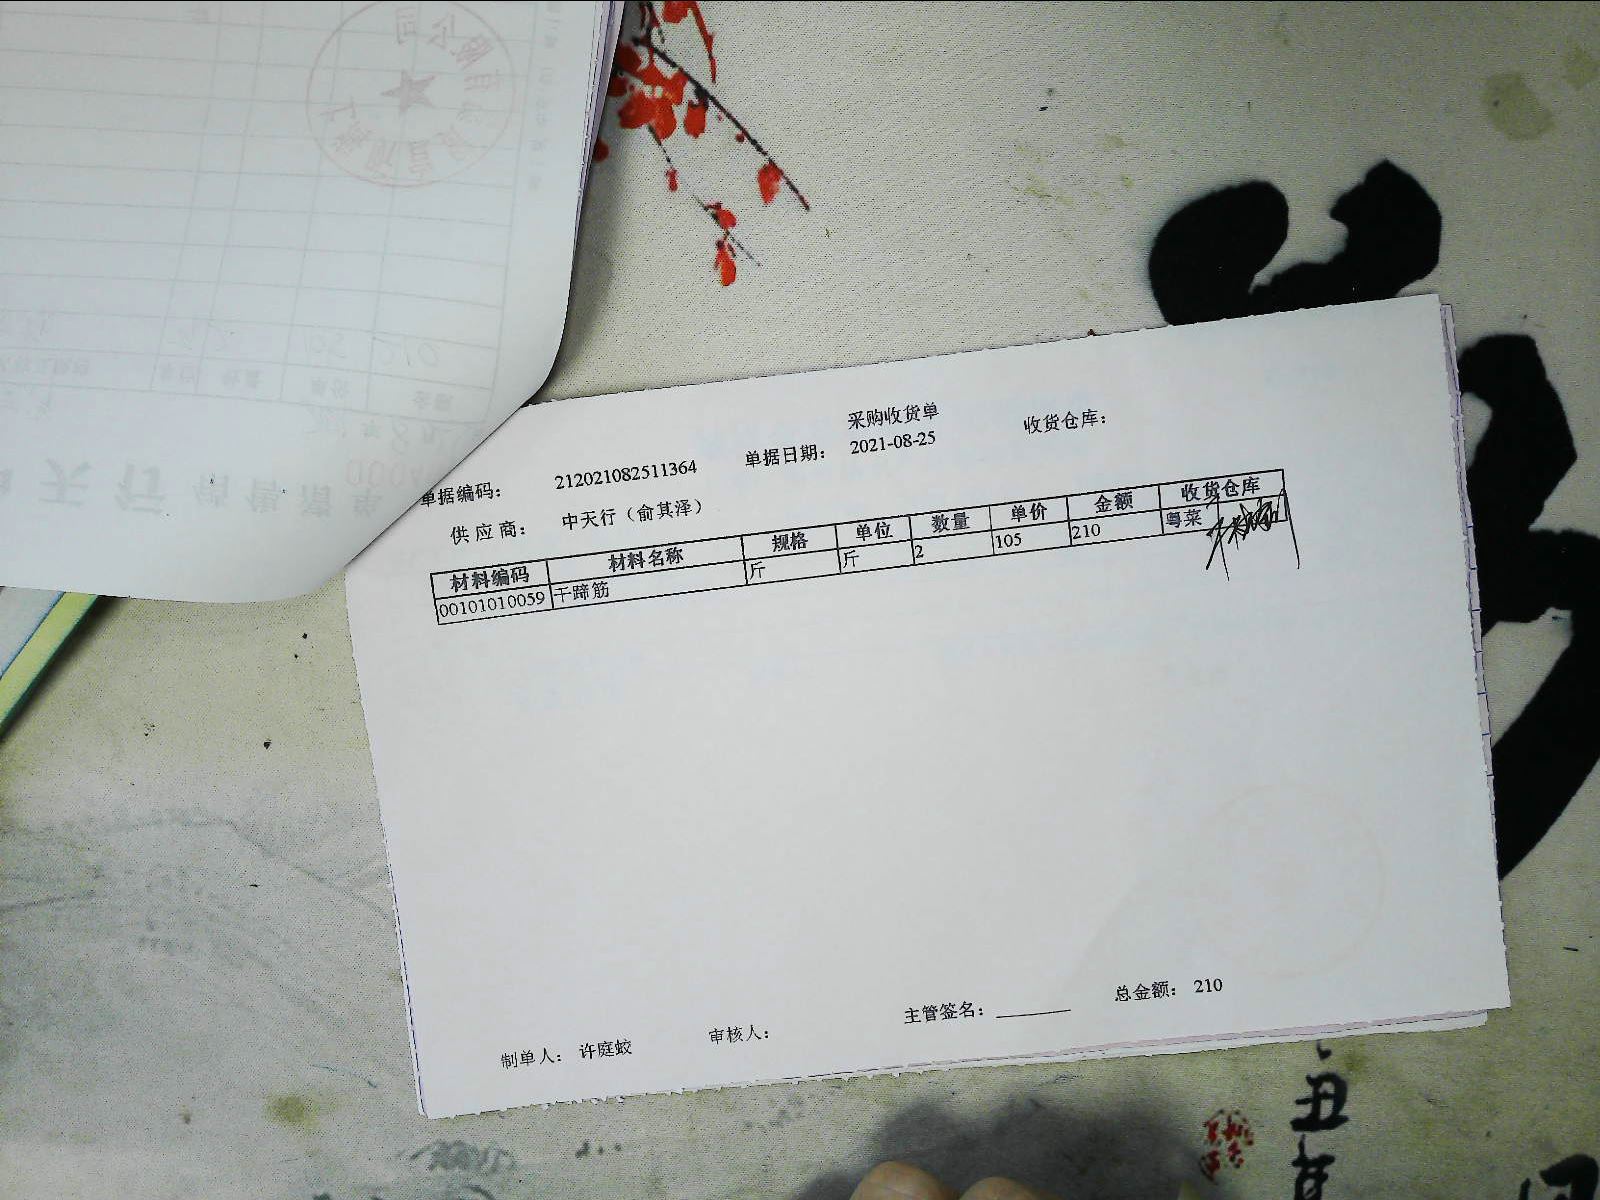 采购收货单
单据编码： 212021082511364 单据日期： 2021-08-25 收货仓库：
供应商： 中天行（俞其泽）
材料编码 材料名称 规格 单位 数量 单价 金额 收货仓库
00101010059 干蹄筋 斤 斤 2 105 210 粤菜
总金额： 210
制单人： 许庭蛟 审核人： 主管签名：
丑